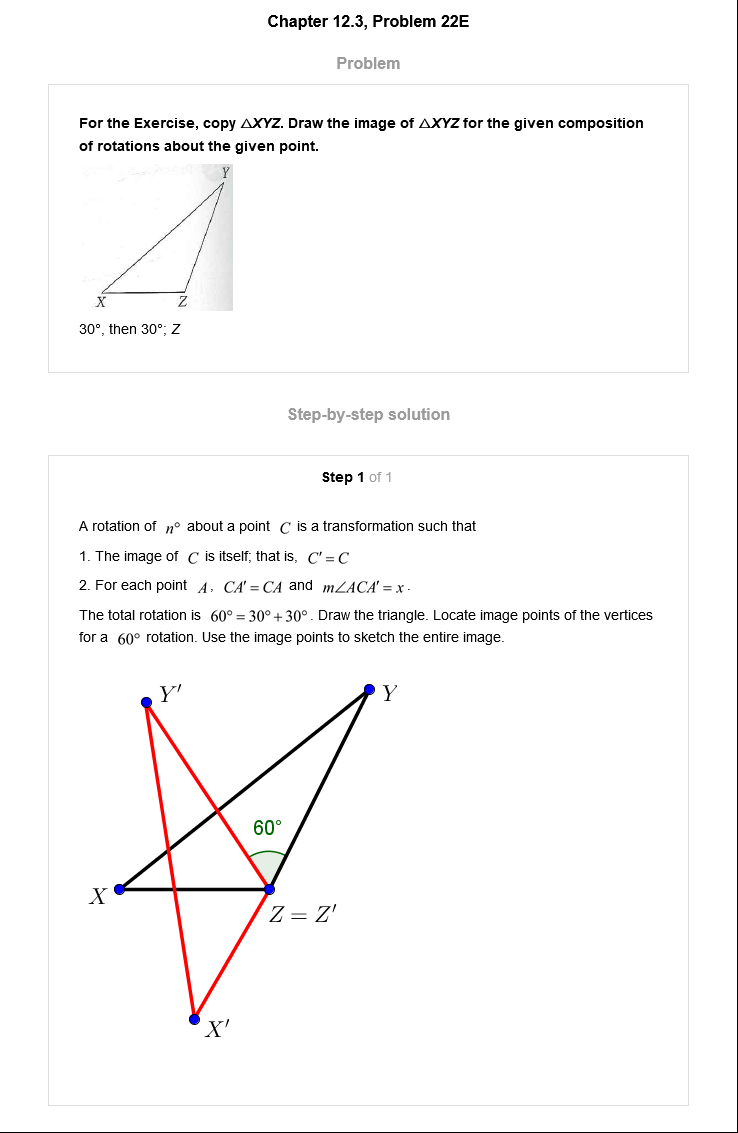 Chapter 12.3, Problem 22E
Problem
For the Exercise, copy △XYZ. Draw the image of △XYZ for the given composition
of rotations about the given point.
Y
X
Z
30°, then 30°; Z
Step-by-step solution
Step 1 of 1
A rotation of n° about a point C is a transformation such that
1. The image of C is itself; that is, C′ = C
2. For each point A, CA′ = CA and m∠ACA′ = x.
The total rotation is 60° = 30° + 30°. Draw the triangle. Locate image points of the vertices
for a 60° rotation. Use the image points to sketch the entire image.
Y′
Y
60°
X
Z = Z′
X′